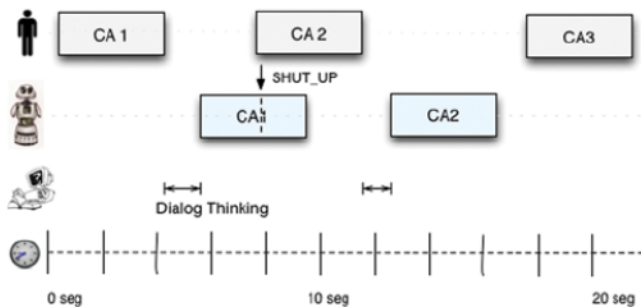 CA 1
CA 2
CA3
SHUT_UP
CA2
Dialog Thinking
0 seg
10 seg
20 seg